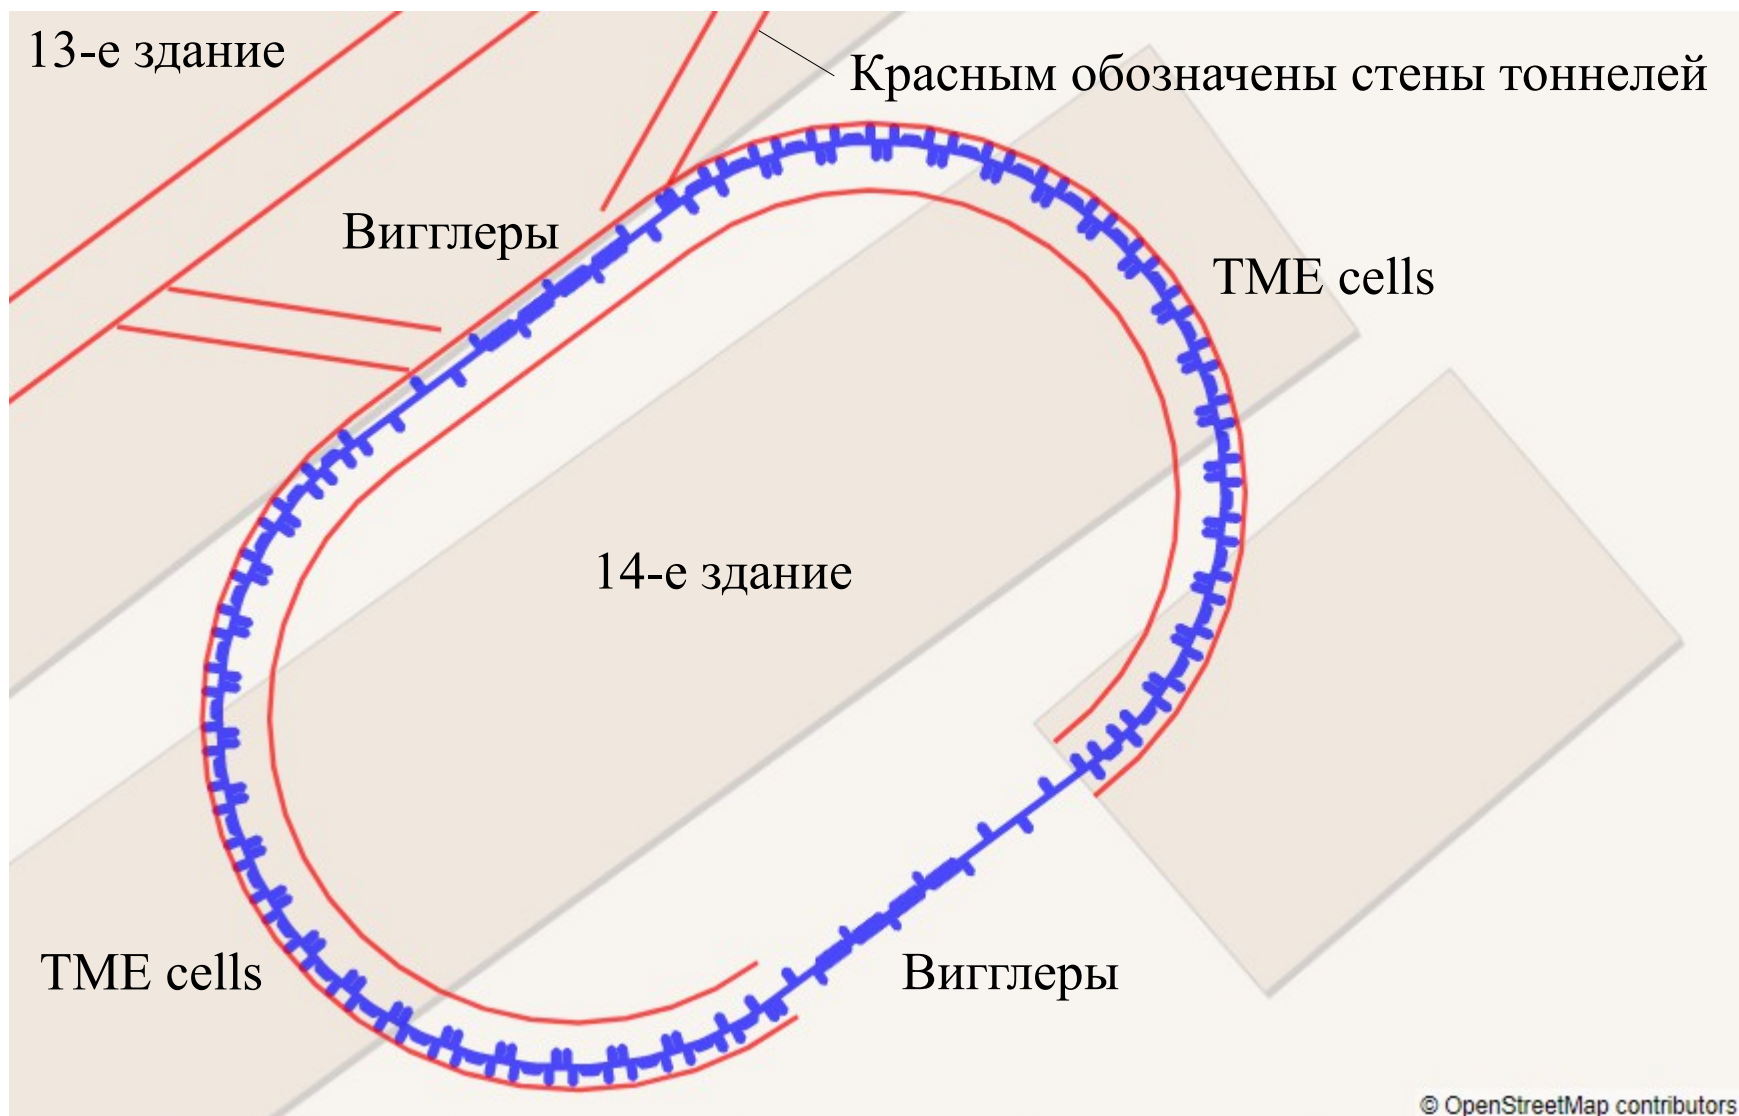 13-е здание
Красным обозначены стены тоннелей
Вигглеры
TME cells
14-е здание
TME cells
Вигглеры
© OpenStreetMap contributors